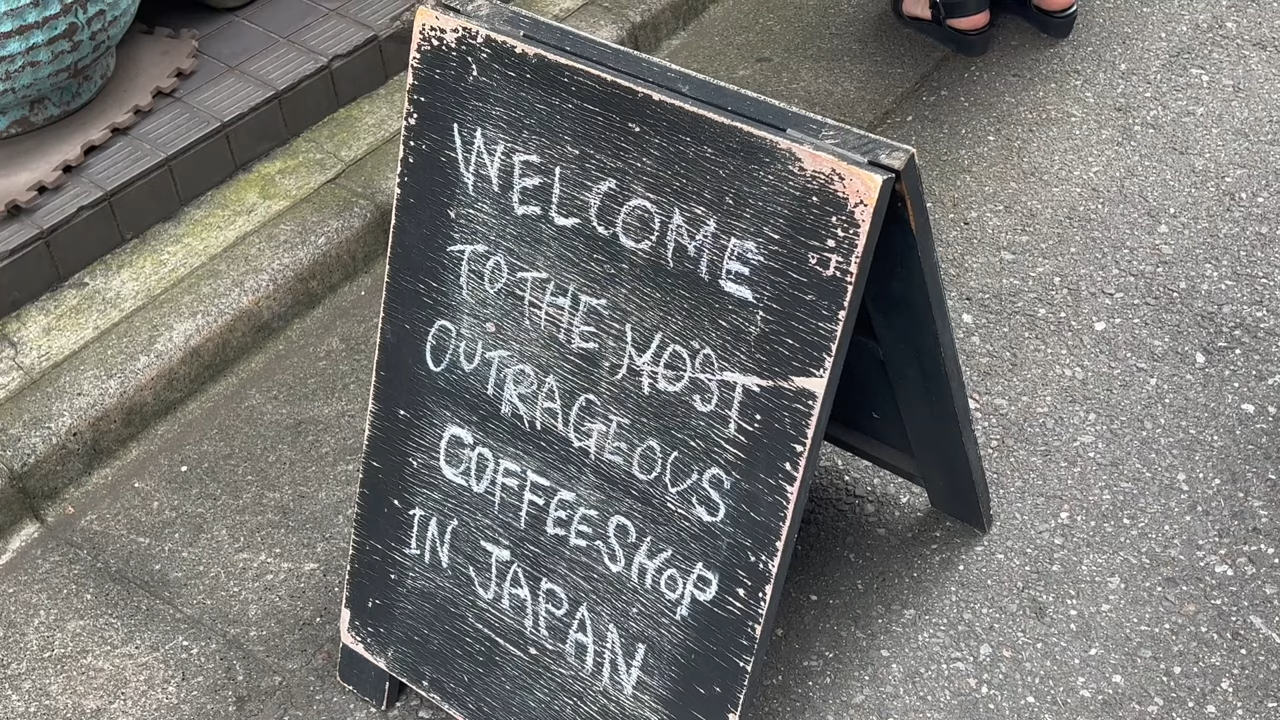 WELCOME
TO THE MOST
OUTRAGEOUS
COFFEESHOP
IN JAPAN